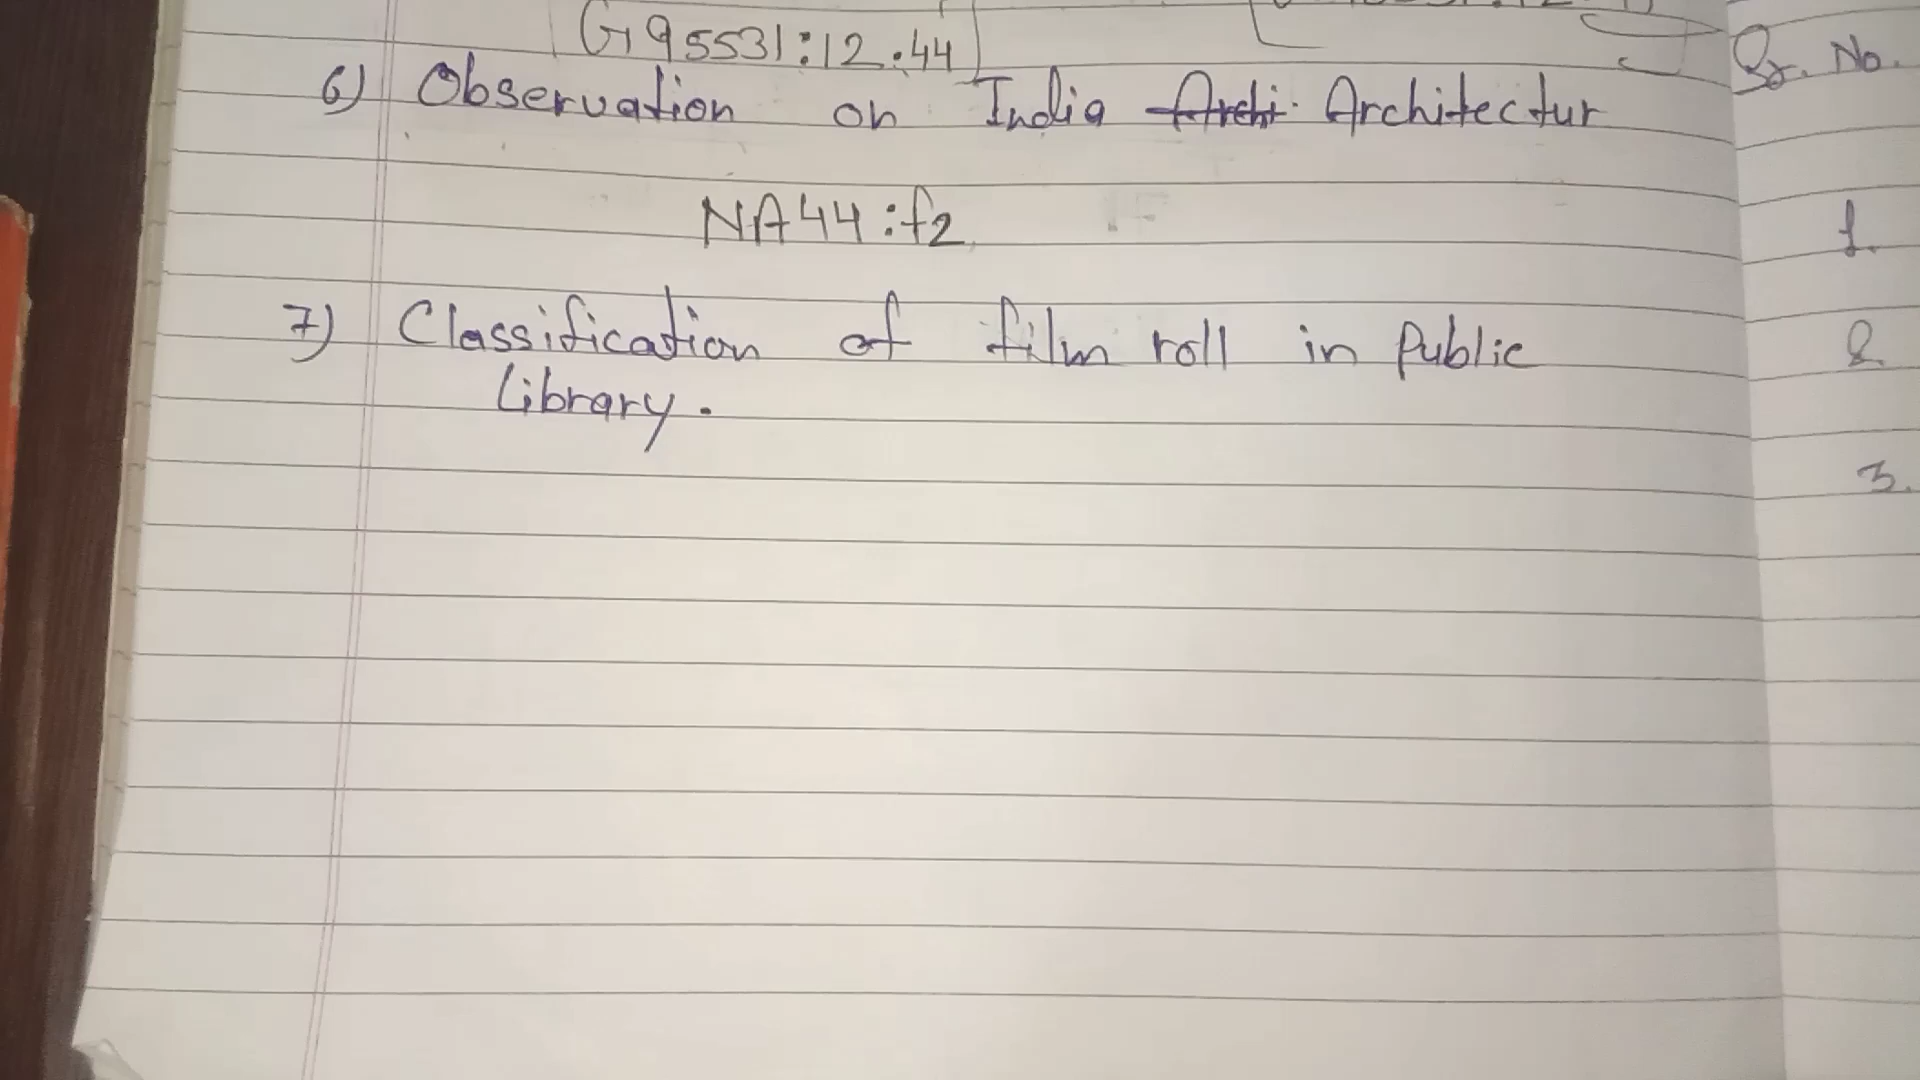 G95531:12.44
6) Observation on India Archi. Architectur
NA44:f2
7) Classification of film roll in Public
Library.
Sr. No.
1.
2.
3.